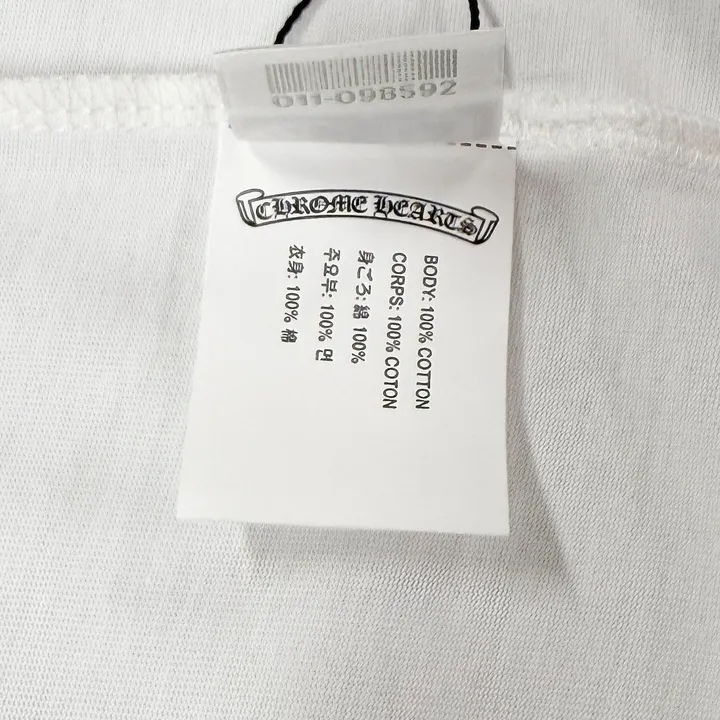 011-098592
CHROME HEARTS
BODY: 100% COTTON
CORPS: 100% COTON
身ごろ: 綿 100%
주요부: 100% 면
衣身: 100% 棉